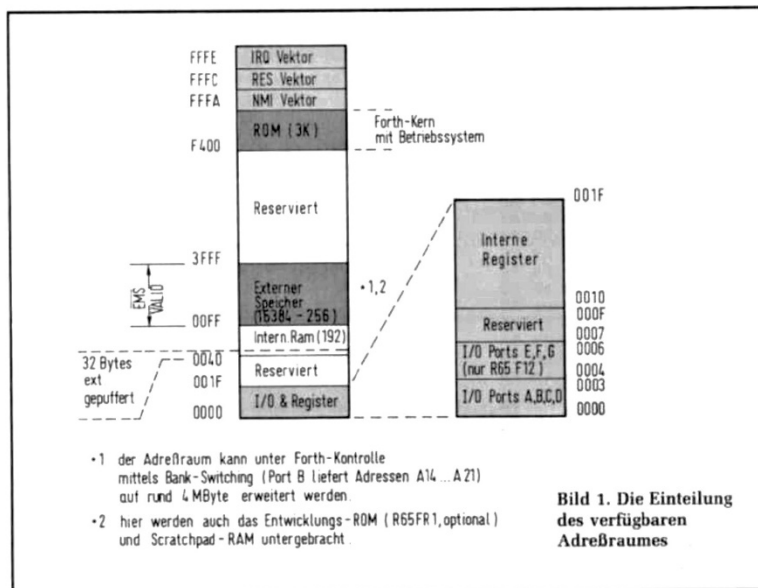 FFFE
IRQ Vektor
FFFC
RES Vektor
FFFA
NMI Vektor
ROM (3K)
Forth-Kern
mit Betriebssystem
F400
Reserviert
3FFF
EMS
VALID
Externer
Speicher
(16384-256)
*1,2
00FF
Intern.Ram (192)
32 Bytes
ext
gepuffert
0040
Reserviert
001F
I/O & Register
0000
001F
Interne
Register
0010
000F
Reserviert
0007
0006
I/O Ports E,F,G
(nur R65 F12)
0004
0003
I/O Ports A,B,C,D
0000
*1 der Adreßraum kann unter Forth-Kontrolle
mittels Bank-Switching (Port B liefert Adressen A14...A21)
auf rund 4 MByte erweitert werden.
*2 hier werden auch das Entwicklungs-ROM (R65FR1, optional)
und Scratchpad-RAM untergebracht.
Bild 1. Die Einteilung
des verfügbaren
Adreßraumes